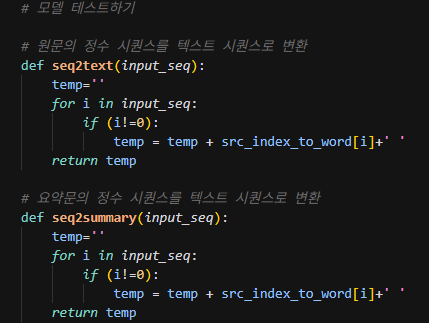 # 모델 테스트하기

# 원문의 정수 시퀀스를 텍스트 시퀀스로 변환
def seq2text(input_seq):
    temp=''
    for i in input_seq:
        if (i!=0):
            temp = temp + src_index_to_word[i]+' '
    return temp

# 요약문의 정수 시퀀스를 텍스트 시퀀스로 변환
def seq2summary(input_seq):
    temp=''
    for i in input_seq:
        if (i!=0):
            temp = temp + src_index_to_word[i]+' '
    return temp